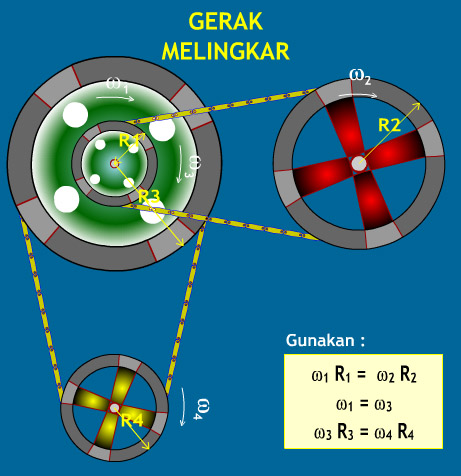 GERAK
MELINGKAR
ω1
ω2
R1
R2
ω3
R3
R4
ω4
Gunakan :
ω1 R1 = ω2 R2
ω1 = ω3
ω3 R3 = ω4 R4